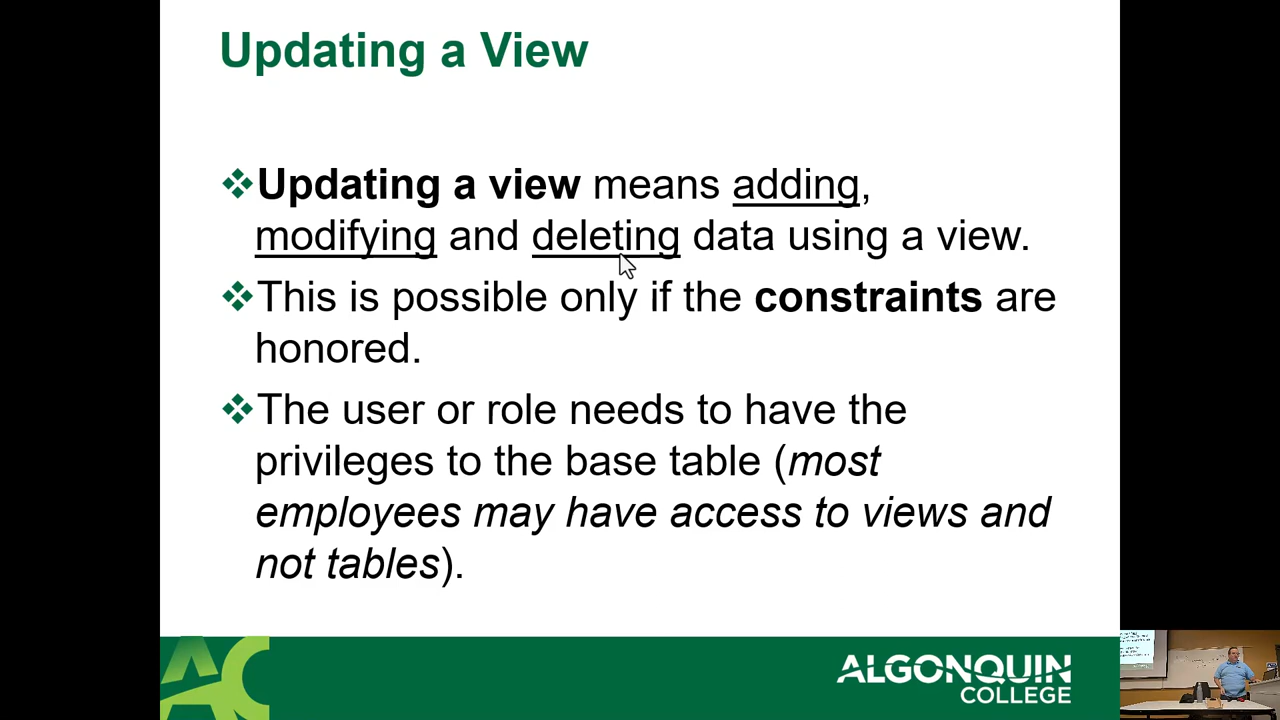 Updating a View
Updating a view means adding,
modifying and deleting data using a view.
This is possible only if the constraints are
honored.
The user or role needs to have the
privileges to the base table (most
employees may have access to views and
not tables).
AC
ALGONQUIN
COLLEGE